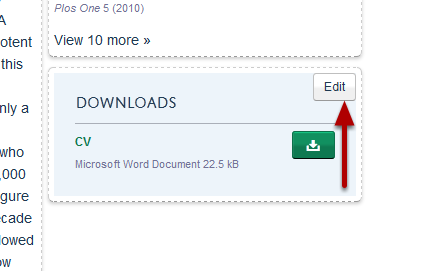 A
otent
this
nly a
who
,000
gure
ecade
lowed
ow
Plos One 5 (2010)
View 10 more »
Edit
DOWNLOADS
CV
Microsoft Word Document 22.5 kB